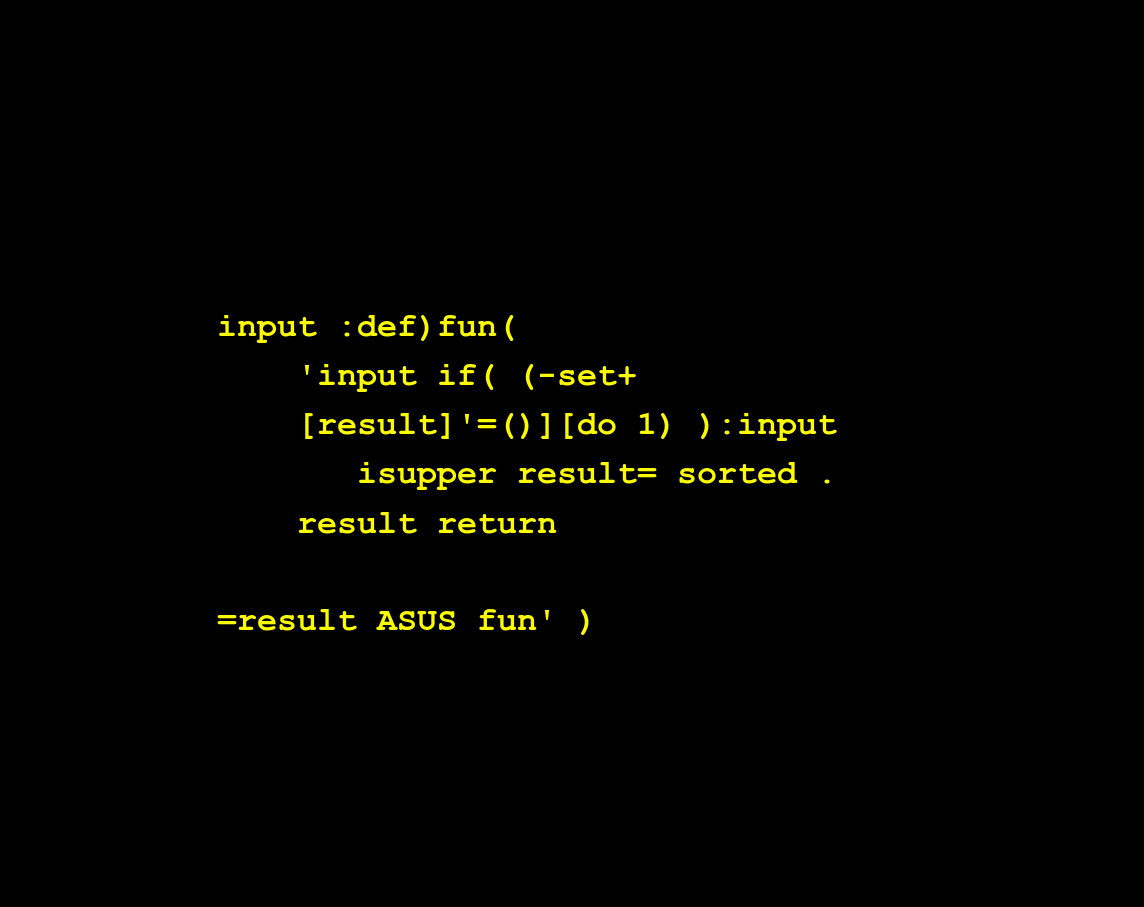 input :def)fun(
'input if( (-set+
[result]'=()][do 1) ):input
isupper result= sorted .
result return
=result ASUS fun' )